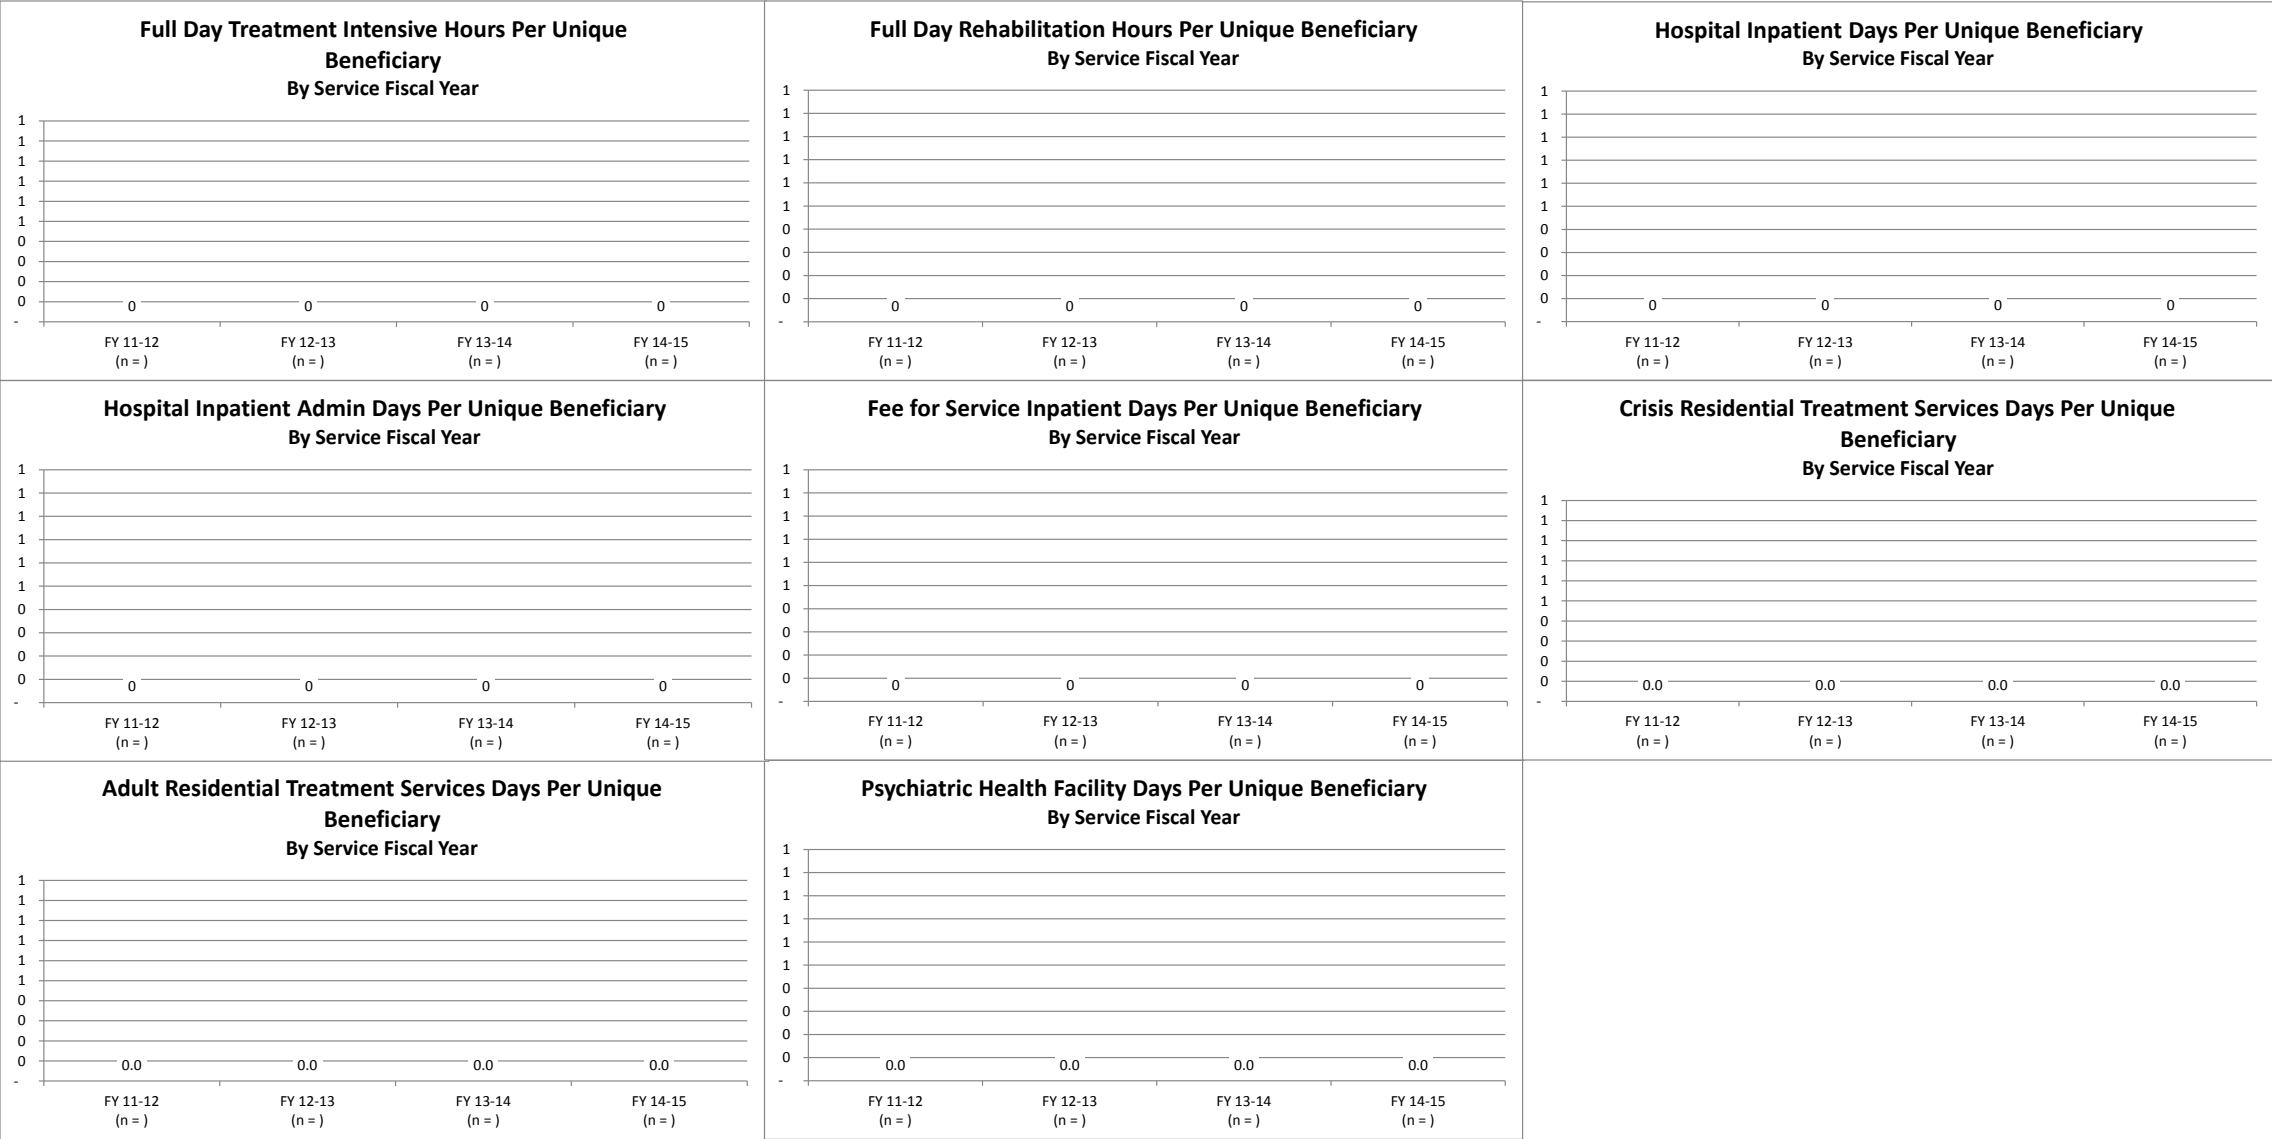 Full Day Treatment Intensive Hours Per Unique
Beneficiary
By Service Fiscal Year
1
1
1
1
1
1
0
0
0
0
-
0 0 0 0
FY 11-12 FY 12-13 FY 13-14 FY 14-15
(n = ) (n = ) (n = ) (n = )
Full Day Rehabilitation Hours Per Unique Beneficiary
By Service Fiscal Year
1
1
1
1
1
1
0
0
0
0
-
0 0 0 0
FY 11-12 FY 12-13 FY 13-14 FY 14-15
(n = ) (n = ) (n = ) (n = )
Hospital Inpatient Days Per Unique Beneficiary
By Service Fiscal Year
1
1
1
1
1
1
0
0
0
0
-
0 0 0 0
FY 11-12 FY 12-13 FY 13-14 FY 14-15
(n = ) (n = ) (n = ) (n = )
Hospital Inpatient Admin Days Per Unique Beneficiary
By Service Fiscal Year
1
1
1
1
1
1
0
0
0
0
-
0 0 0 0
FY 11-12 FY 12-13 FY 13-14 FY 14-15
(n = ) (n = ) (n = ) (n = )
Fee for Service Inpatient Days Per Unique Beneficiary
By Service Fiscal Year
1
1
1
1
1
1
0
0
0
0
-
0 0 0 0
FY 11-12 FY 12-13 FY 13-14 FY 14-15
(n = ) (n = ) (n = ) (n = )
Crisis Residential Treatment Services Days Per Unique
Beneficiary
By Service Fiscal Year
1
1
1
1
1
1
0
0
0
0
-
0.0 0.0 0.0 0.0
FY 11-12 FY 12-13 FY 13-14 FY 14-15
(n = ) (n = ) (n = ) (n = )
Adult Residential Treatment Services Days Per Unique
Beneficiary
By Service Fiscal Year
1
1
1
1
1
1
0
0
0
0
-
0.0 0.0 0.0 0.0
FY 11-12 FY 12-13 FY 13-14 FY 14-15
(n = ) (n = ) (n = ) (n = )
Psychiatric Health Facility Days Per Unique Beneficiary
By Service Fiscal Year
1
1
1
1
1
1
0
0
0
0
-
0.0 0.0 0.0 0.0
FY 11-12 FY 12-13 FY 13-14 FY 14-15
(n = ) (n = ) (n = ) (n = )